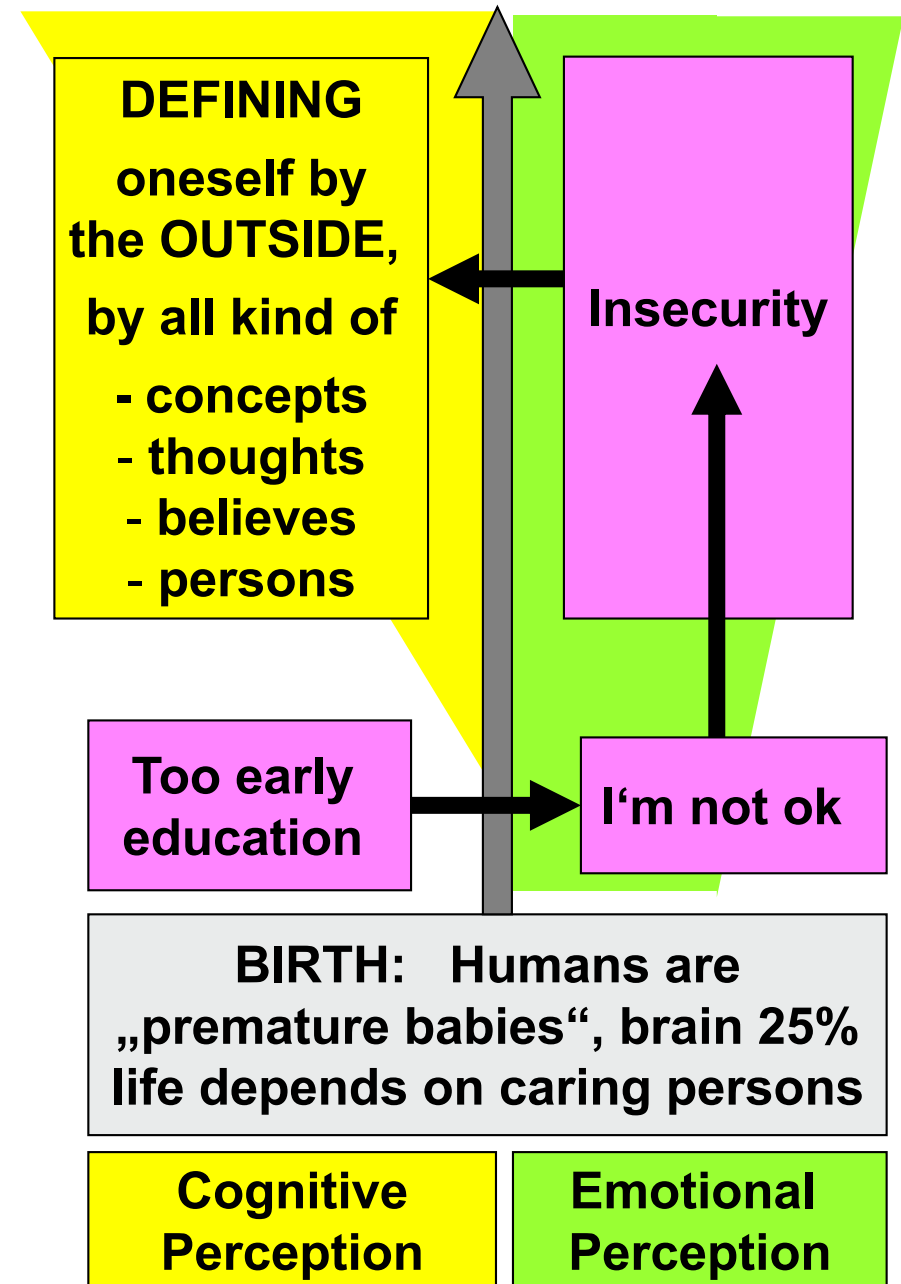 DEFINING
oneself by
the OUTSIDE,
by all kind of
- concepts
- thoughts
- believes
- persons
Insecurity
Too early
education
I‘m not ok
BIRTH: Humans are
„premature babies“, brain 25%
life depends on caring persons
Cognitive
Perception
Emotional
Perception